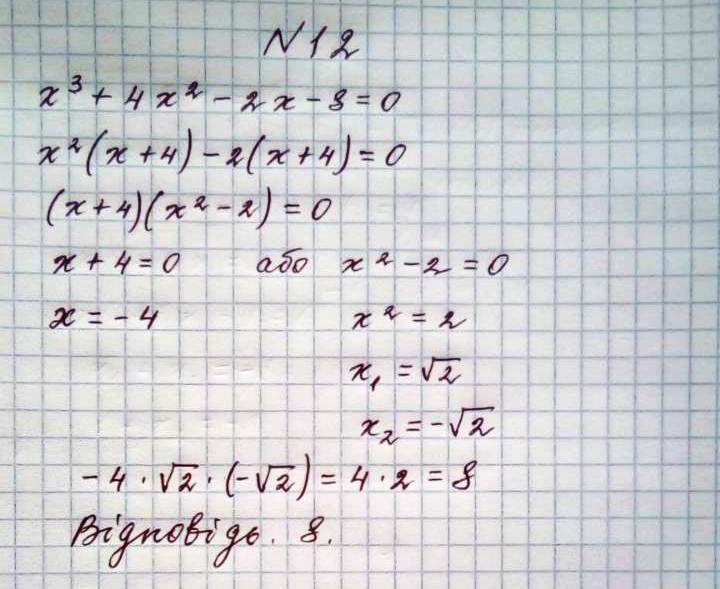 N 12
x³ + 4x² - 2x - 8 = 0
x²(x + 4) - 2(x + 4) = 0
(x + 4)(x² - 2) = 0
x + 4 = 0 або x² - 2 = 0
x = -4 x² = 2
x₁ = √2
x₂ = -√2
-4 · √2 · (-√2) = 4 · 2 = 8
Відповідь. 8.